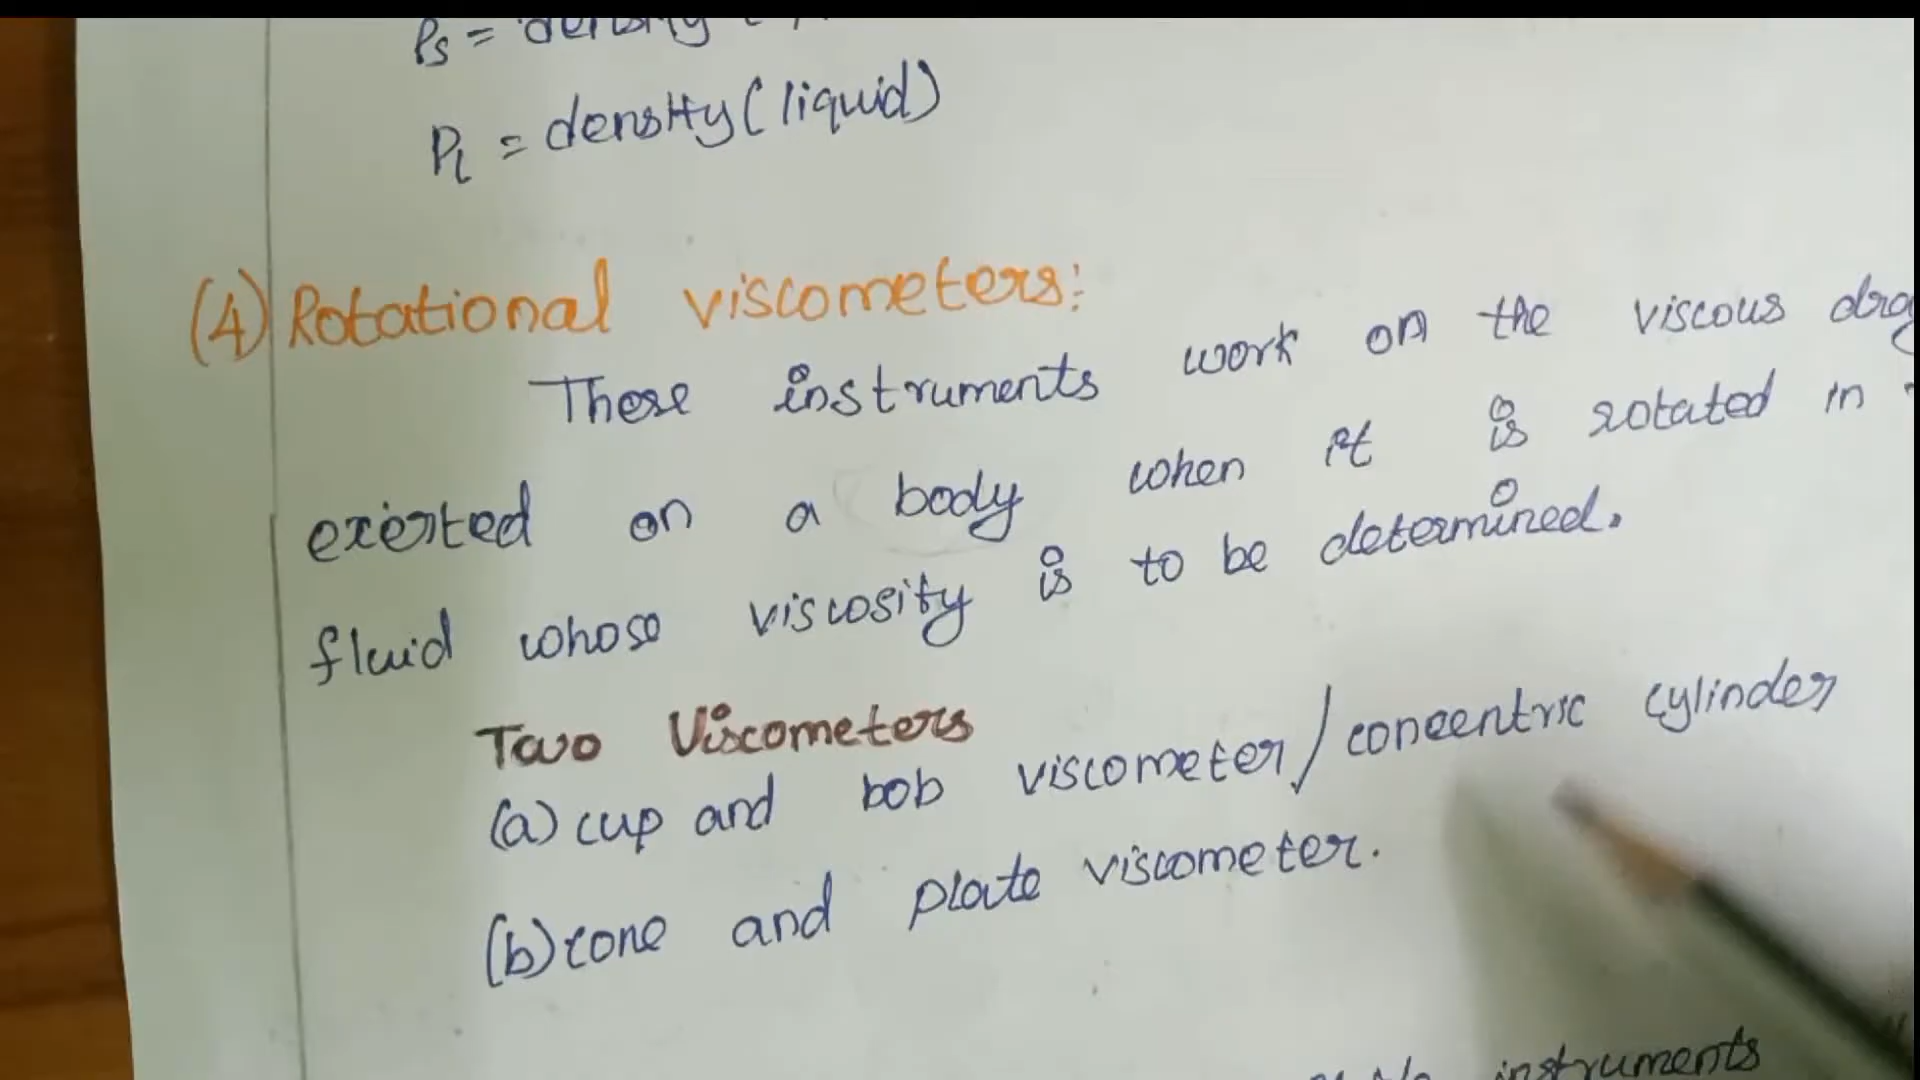 ρs = density
ρL = density (liquid)
(4) Rotational viscometers:
These instruments work on the viscous drag
exerted on a body when it is rotated in
fluid whose viscosity is to be determined.
Two Viscometers
(a) cup and bob viscometer/concentric cylinder
(b) cone and plate viscometer.
instruments